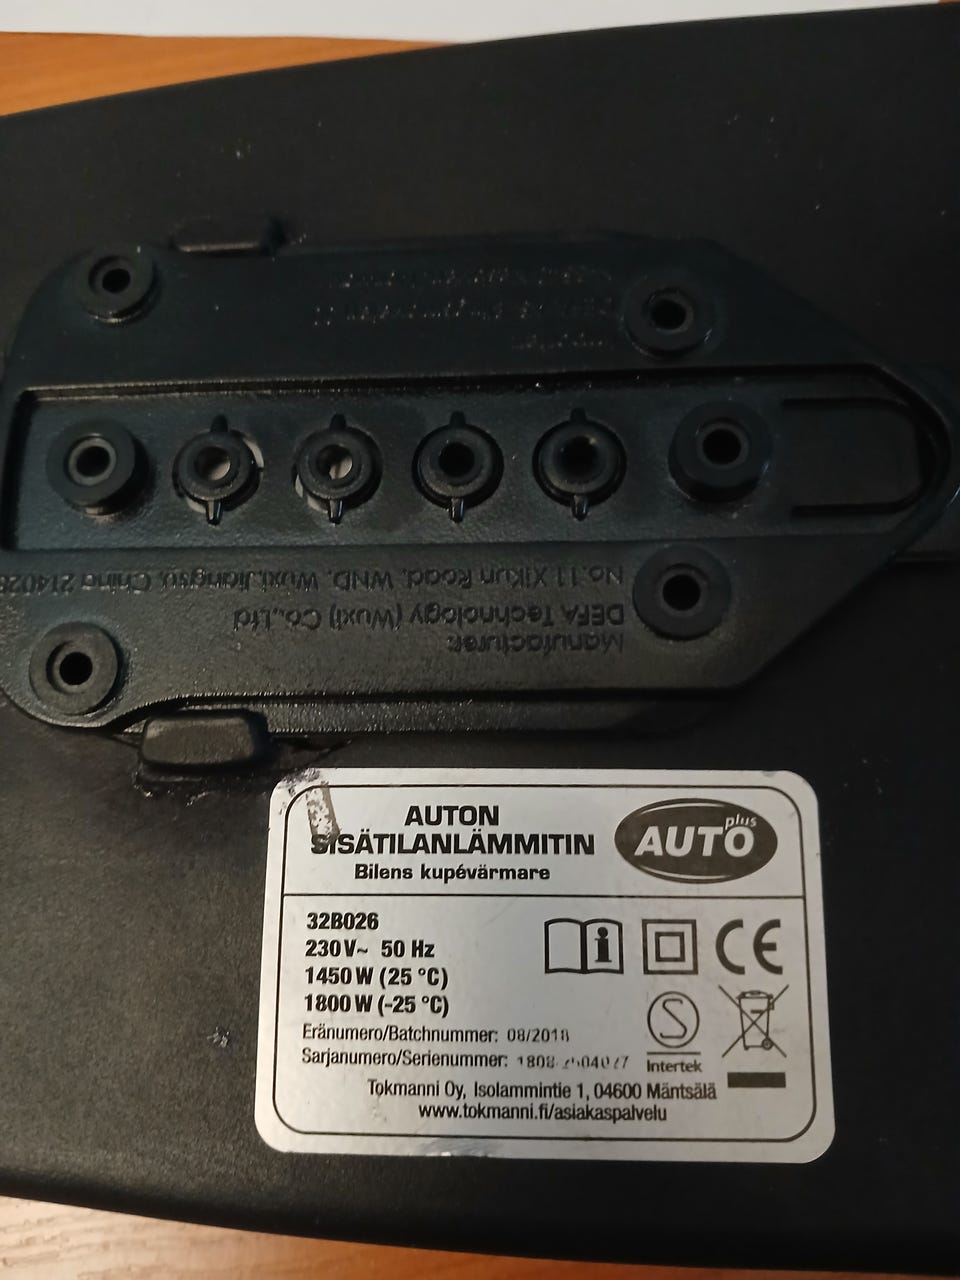 Manufacturer:
DEFA Technology (Wuxi) Co.,Ltd
No.11 Xikun Road, WND, Wuxi,Jiangsu, China 214028
AUTON
SISÄTILANLÄMMITIN
Bilens kupévärmare
AUTO plus
32B026
230V~ 50 Hz
1450 W (25 °C)
1800 W (-25 °C)
Eränumero/Batchnummer: 08/2018
Sarjanumero/Serienummer:
S
Intertek
Tokmanni Oy, Isolammintie 1, 04600 Mäntsälä
www.tokmanni.fi/asiakaspalvelu